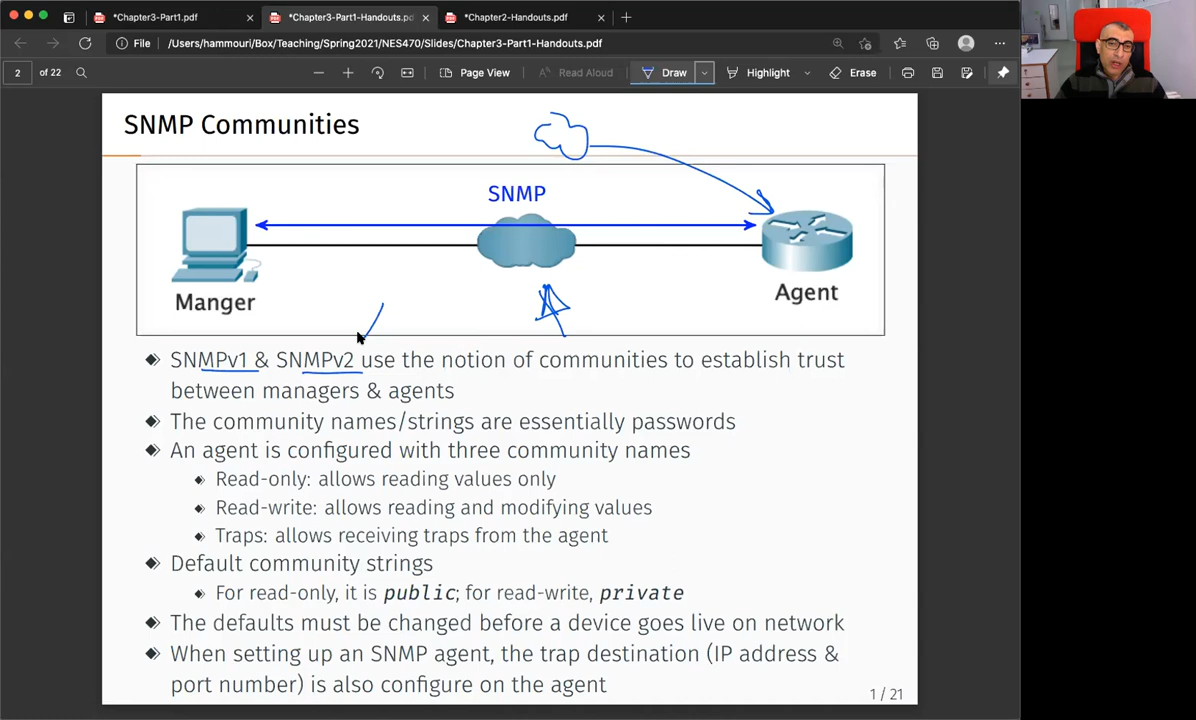 *Chapter3-Part1.pdf
*Chapter3-Part1-Handouts.pd
*Chapter2-Handouts.pdf
File
/Users/hammouri/Box/Teaching/Spring2021/NES470/Slides/Chapter3-Part1-Handouts.pdf
2 of 22
Page View
Read Aloud
Draw
Highlight
Erase
SNMP Communities
SNMP
Manger
Agent
SNMPv1 & SNMPv2 use the notion of communities to establish trust
between managers & agents
The community names/strings are essentially passwords
An agent is configured with three community names
Read-only: allows reading values only
Read-write: allows reading and modifying values
Traps: allows receiving traps from the agent
Default community strings
For read-only, it is public; for read-write, private
The defaults must be changed before a device goes live on network
When setting up an SNMP agent, the trap destination (IP address &
port number) is also configure on the agent
1 / 21